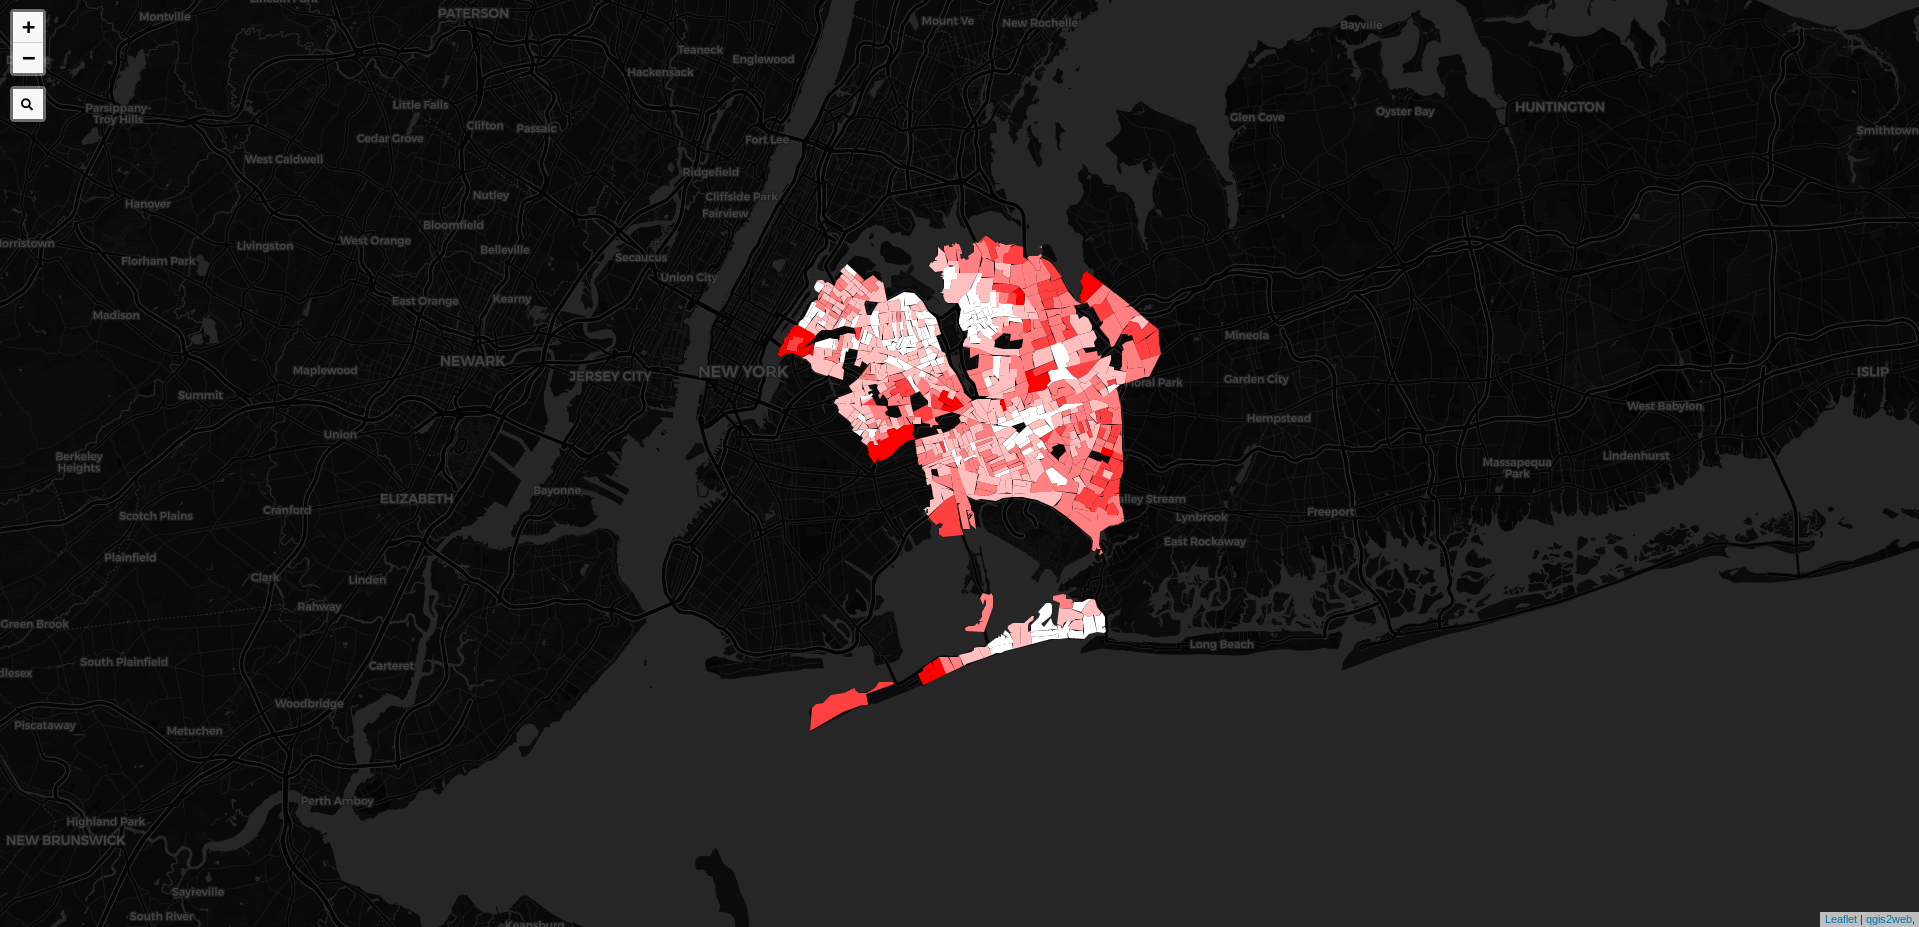 +
−
Montville
PATERSON
Mount Ve
New Rochelle
Bayville
Teaneck
Englewood
Hackensack
Parsippany-
Troy Hills
Little Falls
Clifton
Passaic
Cedar Grove
Fort Lee
Glen Cove
Oyster Bay
HUNTINGTON
Smithtown
West Caldwell
Ridgefield
Hanover
Nutley
Cliffside Park
Fairview
Bloomfield
orristown
Livingston
West Orange
Belleville
Secaucus
Florham Park
Union City
East Orange
Kearny
Madison
Mineola
NEWARK
Maplewood
JERSEY CITY
NEW YORK
Floral Park
Garden City
ISLIP
Summit
West Babylon
Hempstead
Union
Berkeley
Heights
Massapequa
Park
Lindenhurst
Bayonne
ELIZABETH
alley Stream
Cranford
Freeport
Scotch Plains
Lynbrook
East Rockaway
Plainfield
Clark
Linden
Rahway
Green Brook
Long Beach
South Plainfield
Carteret
dlesex
Woodbridge
Piscataway
Metuchen
Perth Amboy
Highland Park
NEW BRUNSWICK
Sayreville
South River
Keansburg
Leaflet | qgis2web,